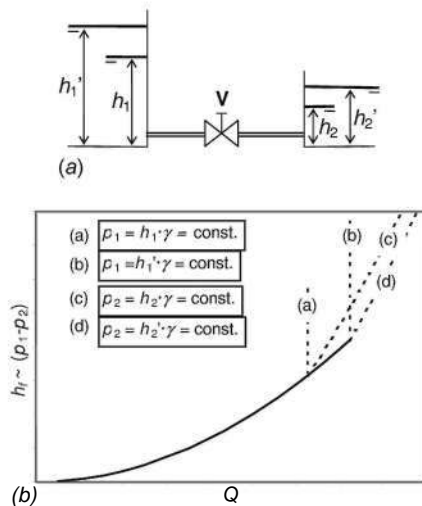 V
h₁'
h₁
h₂
h₂'
(a)
(a) p₁ = h₁·γ = const.
(b) p₁ =h₁'·γ = const.
(c) p₂ = h₂·γ = const.
(d) p₂ = h₂'·γ = const.
(b)
(c)
(a)
(d)
hf ~ (p₁-p₂)
(b)
Q